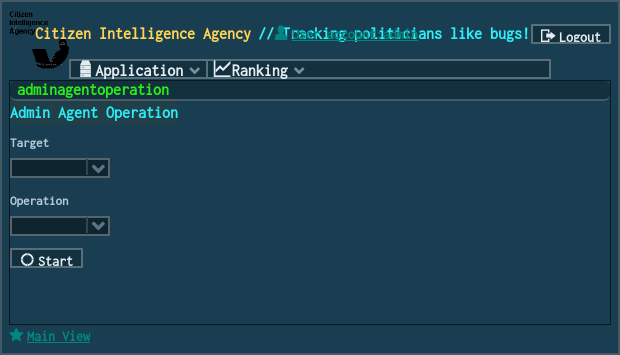 Citizen
Intelligence
Agency
Citizen Intelligence Agency // Tracking politicians like bugs!
Logout
Application Ranking
adminagentoperation
Admin Agent Operation
Target
Operation
Start
Main View